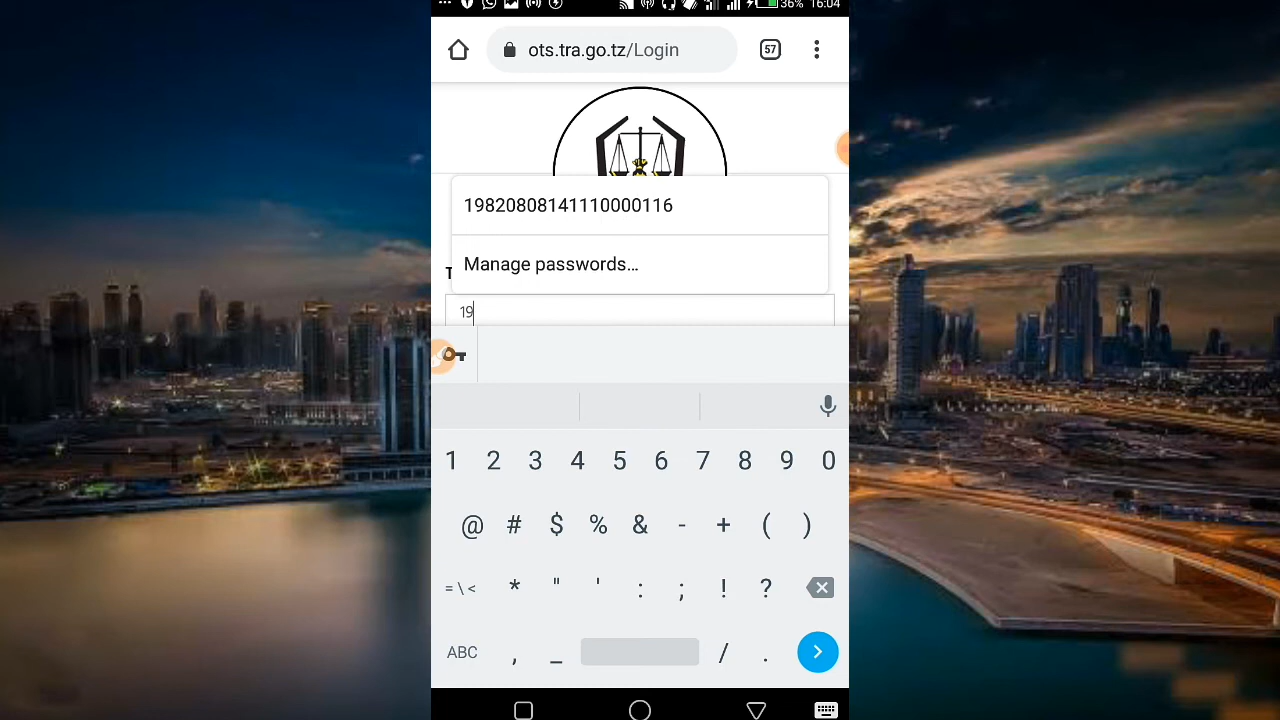 36% 16:04
ots.tra.go.tz/Login 57
19820808141110000116
Manage passwords...
T
19
1 2 3 4 5 6 7 8 9 0
@ # $ % & - + ( )
= \ < * " ' : ; ! ?
ABC , _ / .